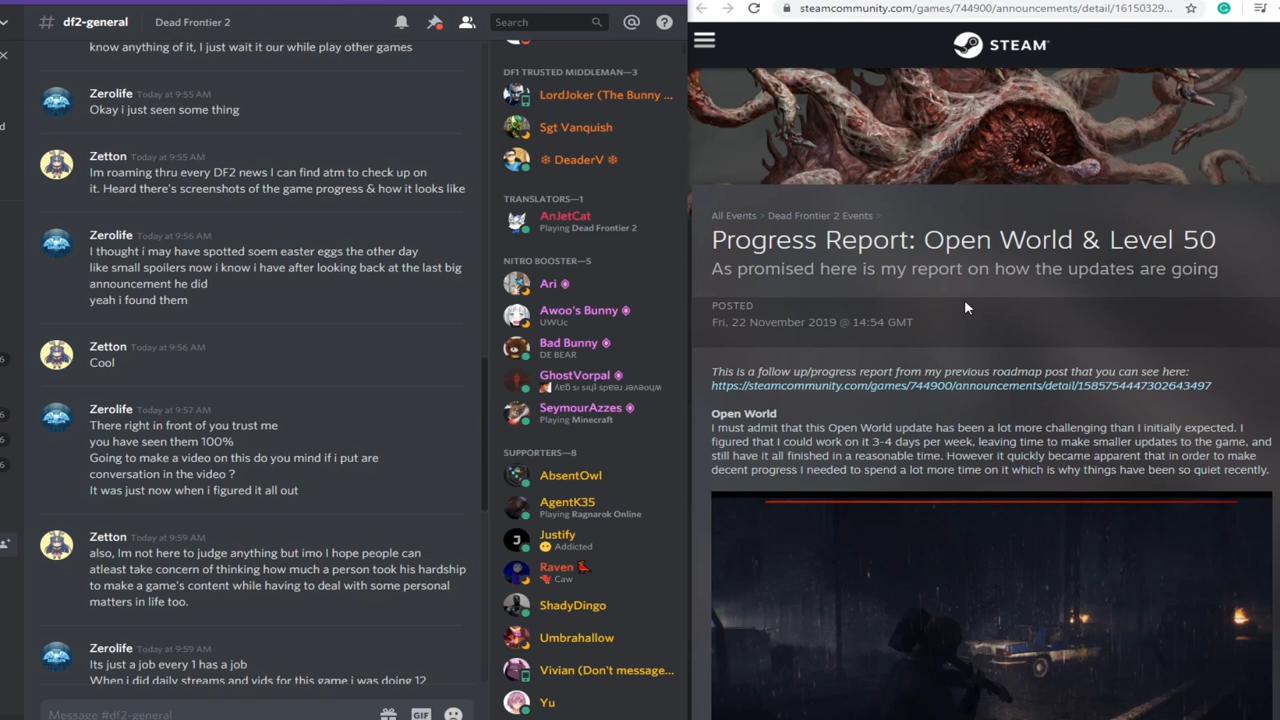 df2-general
Dead Frontier 2
Search
know anything of it, I just wait it our while play other games
Zerolife Today at 9:55 AM
Okay i just seen some thing
Zetton Today at 9:55 AM
Im roaming thru every DF2 news I can find atm to check up on
it. Heard there's screenshots of the game progress & how it looks like
Zerolife Today at 9:56 AM
I thought i may have spotted soem easter eggs the other day
like small spoilers now i know i have after looking back at the last big
announcement he did
yeah i found them
Zetton Today at 9:56 AM
Cool
Zerolife Today at 9:57 AM
There right in front of you trust me
you have seen them 100%
Going to make a video on this do you mind if i put are
conversation in the video ?
It was just now when i figured it all out
Zetton Today at 9:59 AM
also, Im not here to judge anything but imo I hope people can
atleast take concern of thinking how much a person took his hardship
to make a game's content while having to deal with some personal
matters in life too.
Zerolife Today at 9:59 AM
Its just a job every 1 has a job
When i did daily streams and vids for this game i was doing 12
Message #df2-general
GIF
DF1 TRUSTED MIDDLEMAN—3
LordJoker (The Bunny ...
Sgt Vanquish
❄ DeaderV ❄
TRANSLATORS—1
AnJetCat
Playing Dead Frontier 2
NITRO BOOSTER—5
Ari
Awoo's Bunny
UWUc
Bad Bunny
DE BEAR
GhostVorpal
SeymourAzzes
Playing Minecraft
SUPPORTERS—8
AbsentOwl
AgentK35
Playing Ragnarok Online
Justify
Addicted
Raven
Caw
ShadyDingo
Umbrahallow
Vivian (Don't message...
Yu
steamcommunity.com/games/744900/announcements/detail/16150329...
STEAM
All Events > Dead Frontier 2 Events >
Progress Report: Open World & Level 50
As promised here is my report on how the updates are going
POSTED
Fri, 22 November 2019 @ 14:54 GMT
This is a follow up/progress report from my previous roadmap post that you can see here:
https://steamcommunity.com/games/744900/announcements/detail/1585754447302643497
Open World
I must admit that this Open World update has been a lot more challenging than I initially expected. I
figured that I could work on it 3-4 days per week, leaving time to make smaller updates to the game, and
still have it all finished in a reasonable time. However it quickly became apparent that in order to make
decent progress I needed to spend a lot more time on it which is why things have been so quiet recently.